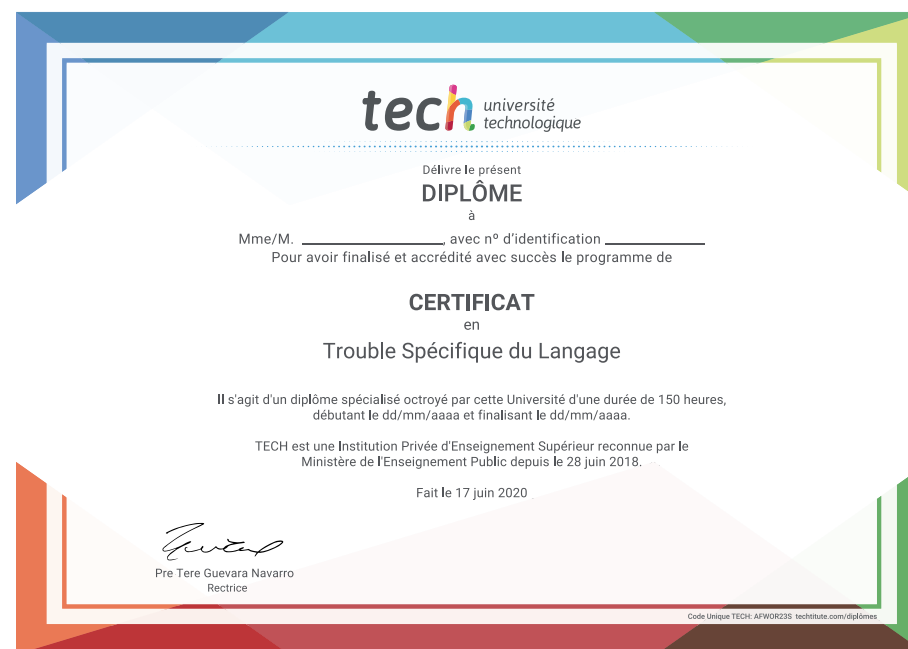 tech université
technologique
Délivre le présent
DIPLÔME
à
Mme/M. ____________________, avec nº d'identification ______________
Pour avoir finalisé et accrédité avec succès le programme de
CERTIFICAT
en
Trouble Spécifique du Langage
Il s'agit d'un diplôme spécialisé octroyé par cette Université d'une durée de 150 heures,
débutant le dd/mm/aaaa et finalisant le dd/mm/aaaa.
TECH est une Institution Privée d'Enseignement Supérieur reconnue par le
Ministère de l'Enseignement Public depuis le 28 juin 2018.
Fait le 17 juin 2020
Pre Tere Guevara Navarro
Rectrice
Code Unique TECH: AFWOR23S techtitute.com/diplômes